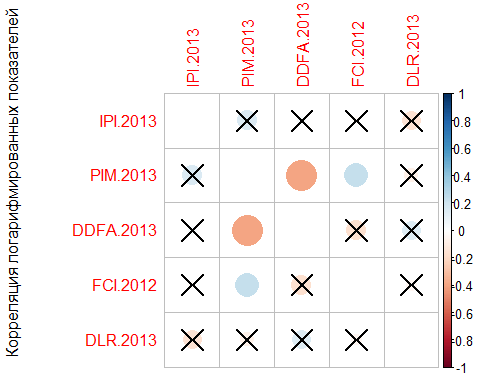 Корреляция логарифмированных показателей
IPI.2013
PIM.2013
DDFA.2013
FCI.2012
DLR.2013
IPI.2013
PIM.2013
DDFA.2013
FCI.2012
DLR.2013
1
0.8
0.6
0.4
0.2
0
-0.2
-0.4
-0.6
-0.8
-1